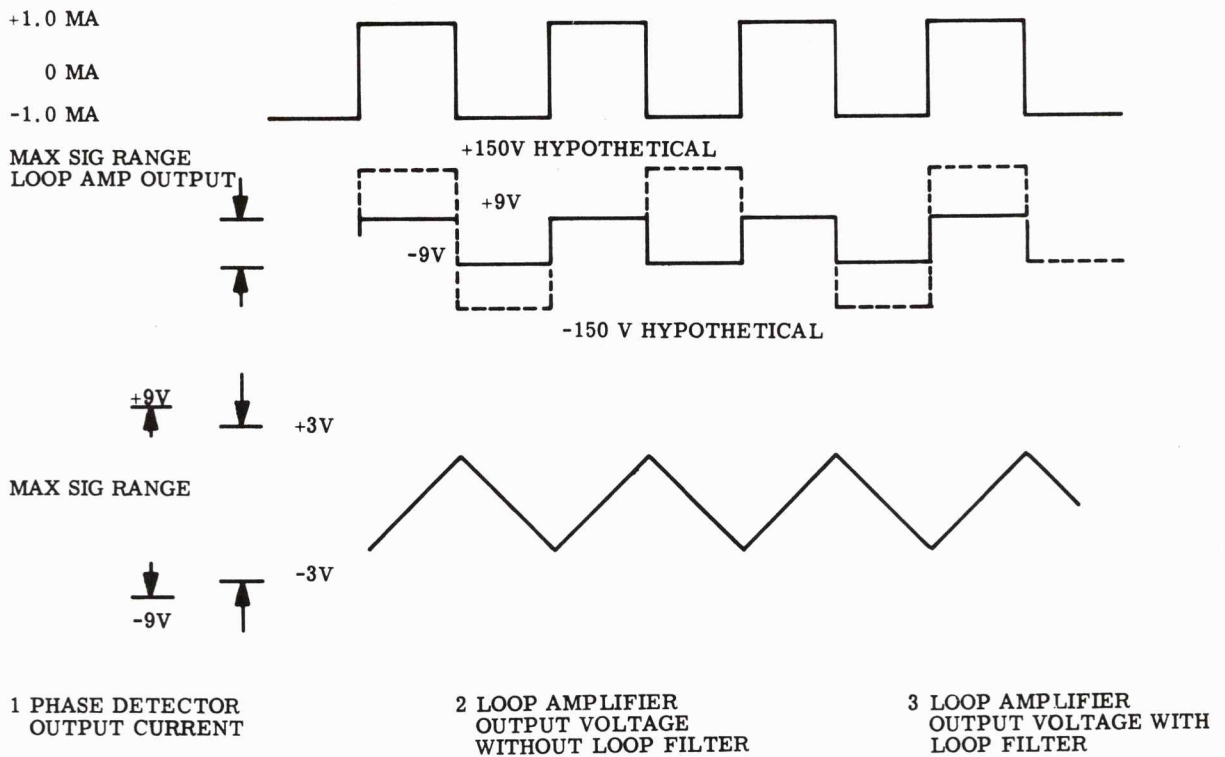 +1.0 MA
0 MA
-1.0 MA
MAX SIG RANGE
LOOP AMP OUTPUT
+150V HYPOTHETICAL
+9V
-9V
-150 V HYPOTHETICAL
+9V
+3V
MAX SIG RANGE
-3V
-9V
1 PHASE DETECTOR
OUTPUT CURRENT
2 LOOP AMPLIFIER
OUTPUT VOLTAGE
WITHOUT LOOP FILTER
3 LOOP AMPLIFIER
OUTPUT VOLTAGE WITH
LOOP FILTER